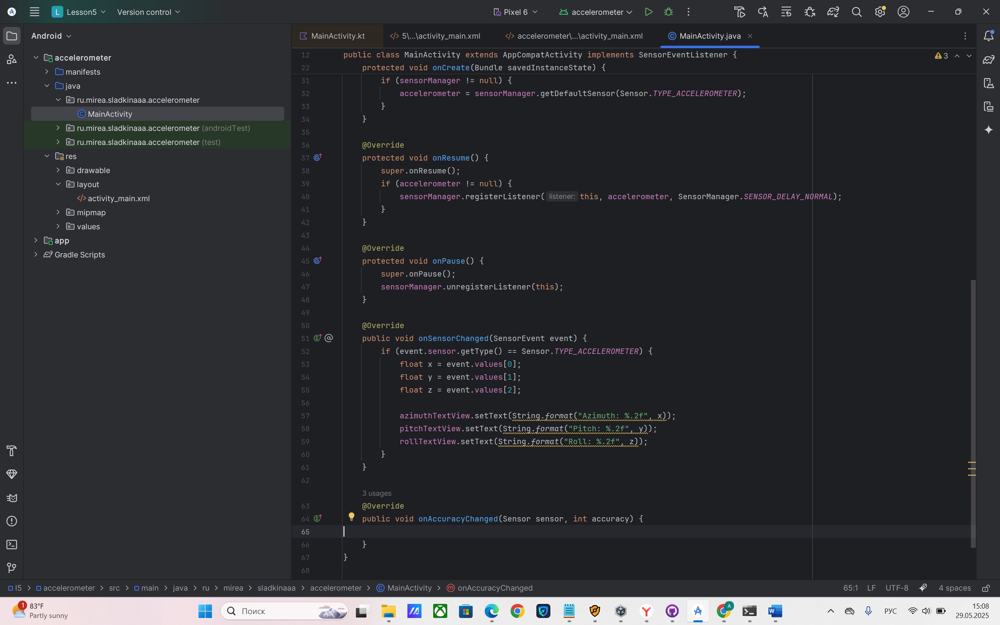 L Lesson5 Version control Pixel 6 accelerometer
Android
accelerometer
manifests
java
ru.mirea.sladkinaaa.accelerometer
MainActivity
ru.mirea.sladkinaaa.accelerometer (androidTest)
ru.mirea.sladkinaaa.accelerometer (test)
res
drawable
layout
activity_main.xml
mipmap
values
app
Gradle Scripts
MainActivity.kt 5\...\activity_main.xml accelerometer\...\activity_main.xml MainActivity.java
12 public class MainActivity extends AppCompatActivity implements SensorEventListener { 3
22 protected void onCreate(Bundle savedInstanceState) {
31 if (sensorManager != null) {
32 accelerometer = sensorManager.getDefaultSensor(Sensor.TYPE_ACCELEROMETER);
33 }
34 }
35
36 @Override
37 protected void onResume() {
38 super.onResume();
39 if (accelerometer != null) {
40 sensorManager.registerListener( listener: this, accelerometer, SensorManager.SENSOR_DELAY_NORMAL);
41 }
42 }
43
44 @Override
45 protected void onPause() {
46 super.onPause();
47 sensorManager.unregisterListener(this);
48 }
49
50 @Override
51 public void onSensorChanged(SensorEvent event) {
52 if (event.sensor.getType() == Sensor.TYPE_ACCELEROMETER) {
53 float x = event.values[0];
54 float y = event.values[1];
55 float z = event.values[2];
56
57 azimuthTextView.setText(String.format("Azimuth: %.2f", x));
58 pitchTextView.setText(String.format("Pitch: %.2f", y));
59 rollTextView.setText(String.format("Roll: %.2f", z));
60 }
61 }
62
3 usages
63 @Override
64 public void onAccuracyChanged(Sensor sensor, int accuracy) {
65
66 }
67 }
68
l5 accelerometer src main java ru mirea sladkinaaa accelerometer MainActivity onAccuracyChanged 65:1 LF UTF-8 4 spaces
1 83°F
Partly sunny
Поиск
A
РУС
15:08
29.05.2025